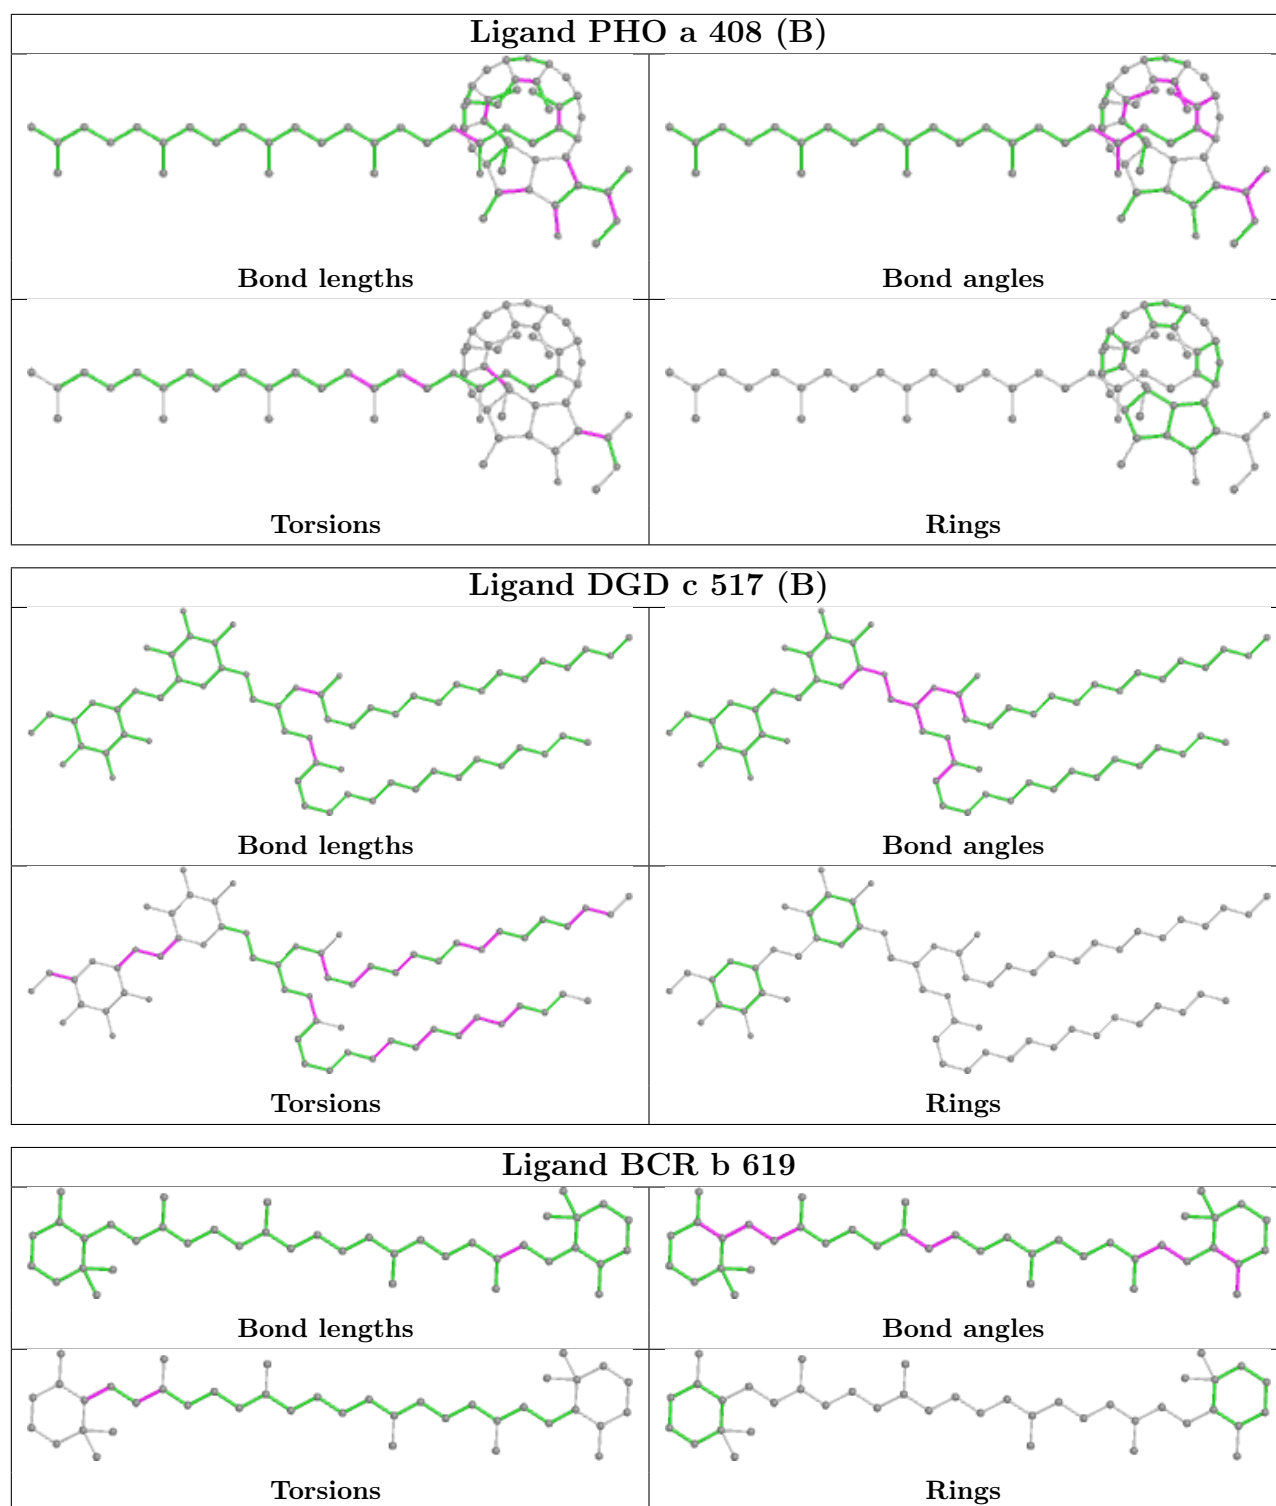 Ligand PHO a 408 (B)
Bond lengths
Bond angles
Torsions
Rings
Ligand DGD c 517 (B)
Bond lengths
Bond angles
Torsions
Rings
Ligand BCR b 619
Bond lengths
Bond angles
Torsions
Rings